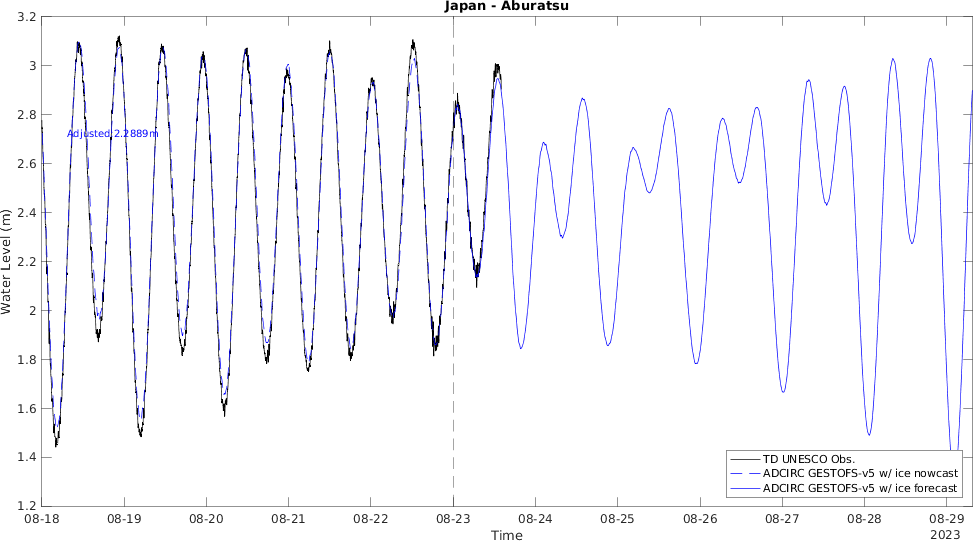 Japan - Aburatsu
3.2
3
2.8
2.6
2.4
2.2
2
1.8
1.6
1.4
1.2
Water Level (m)
Adjusted 2.2889m
TD UNESCO Obs.
ADCIRC GESTOFS-v5 w/ ice nowcast
ADCIRC GESTOFS-v5 w/ ice forecast
08-18 08-19 08-20 08-21 08-22 08-23 08-24 08-25 08-26 08-27 08-28 08-29
Time
2023